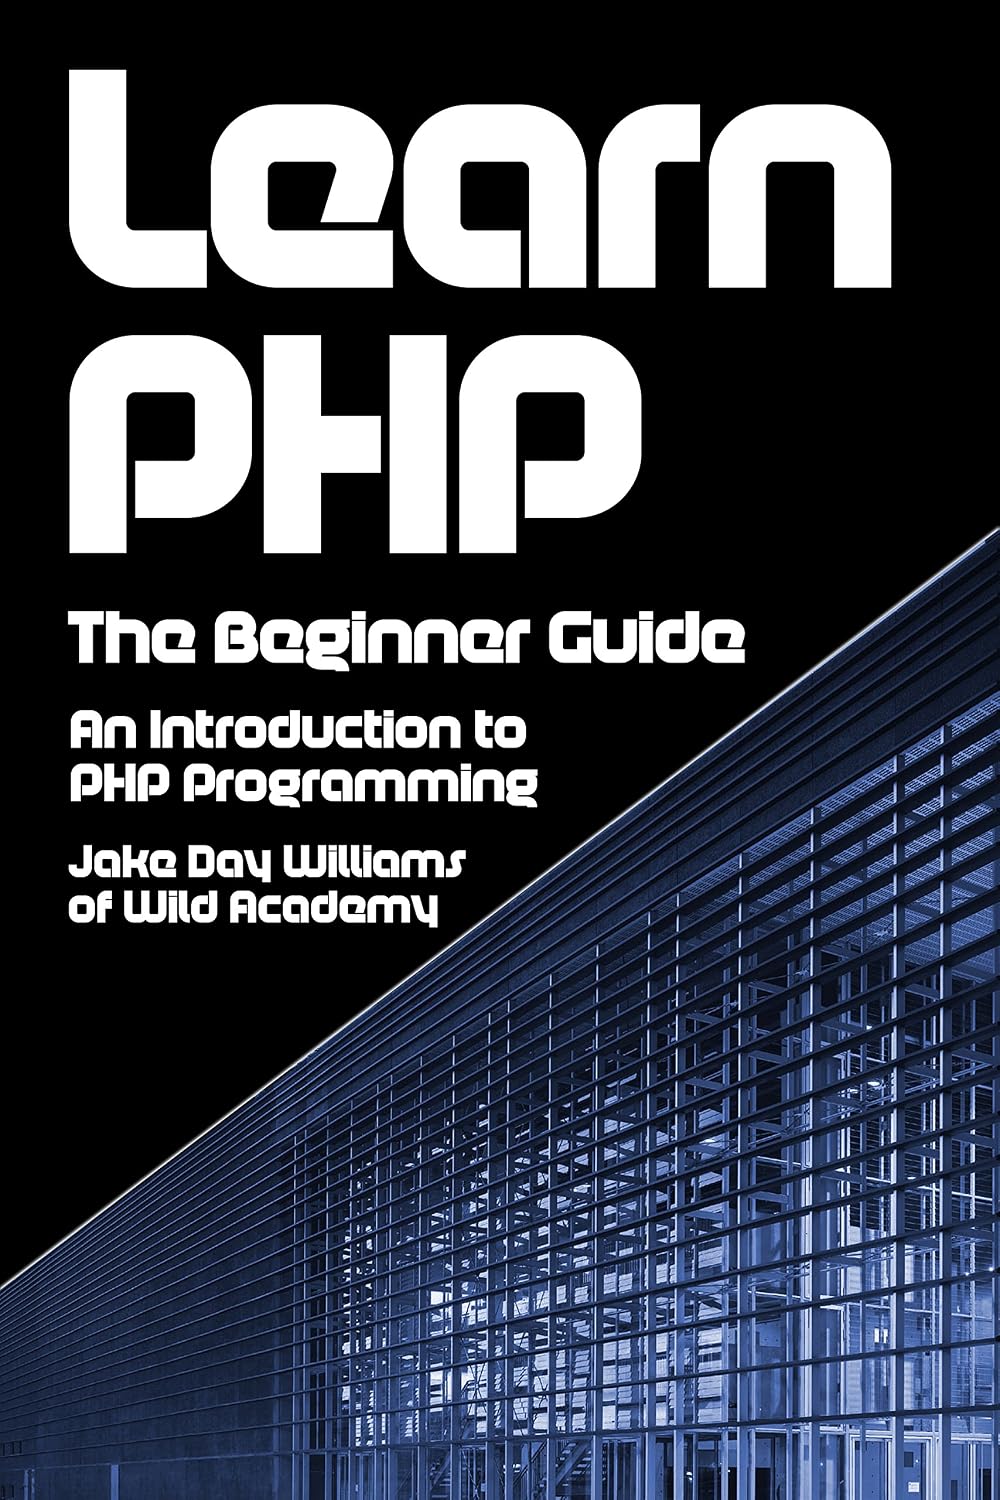 Learn
PHP
The Beginner Guide
An Introduction to
PHP Programming
Jake Day Williams
of Wild Academy